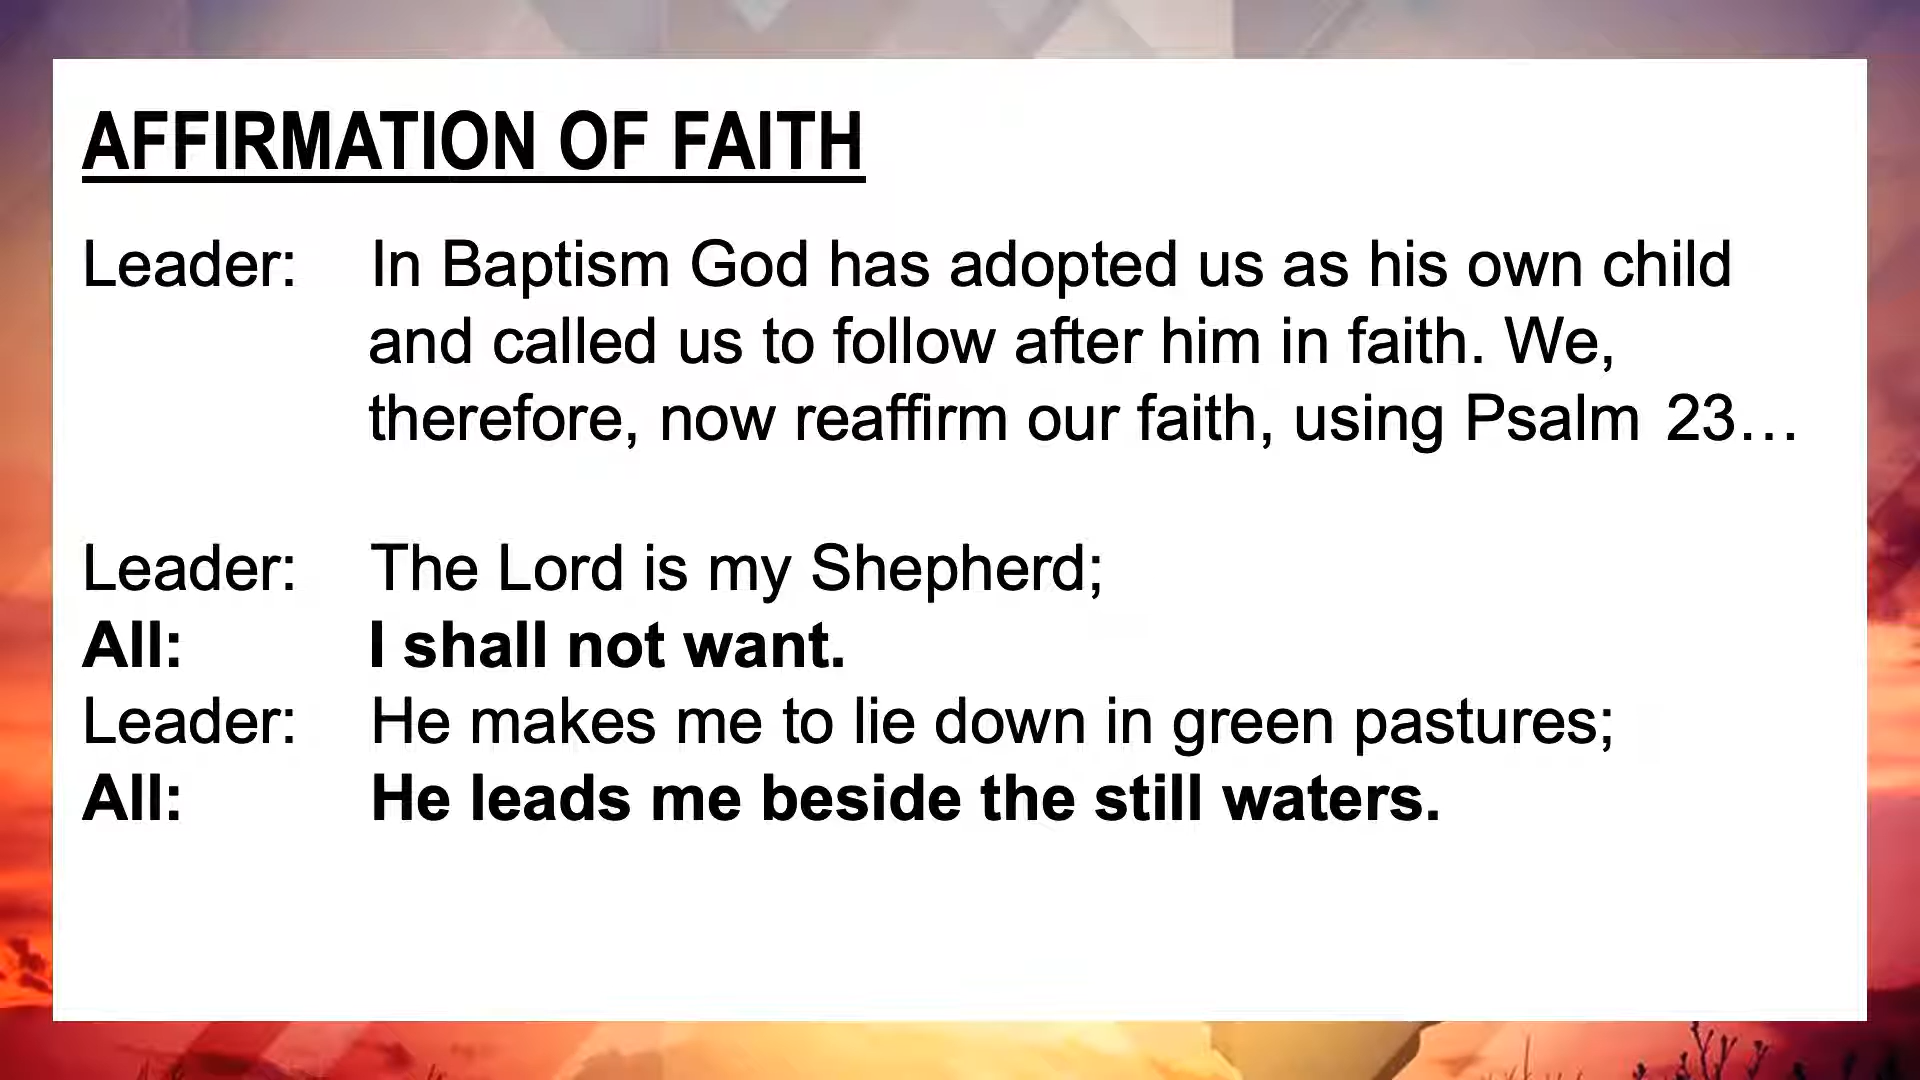 AFFIRMATION OF FAITH
Leader: In Baptism God has adopted us as his own child
and called us to follow after him in faith. We,
therefore, now reaffirm our faith, using Psalm 23…
Leader: The Lord is my Shepherd;
All: I shall not want.
Leader: He makes me to lie down in green pastures;
All: He leads me beside the still waters.